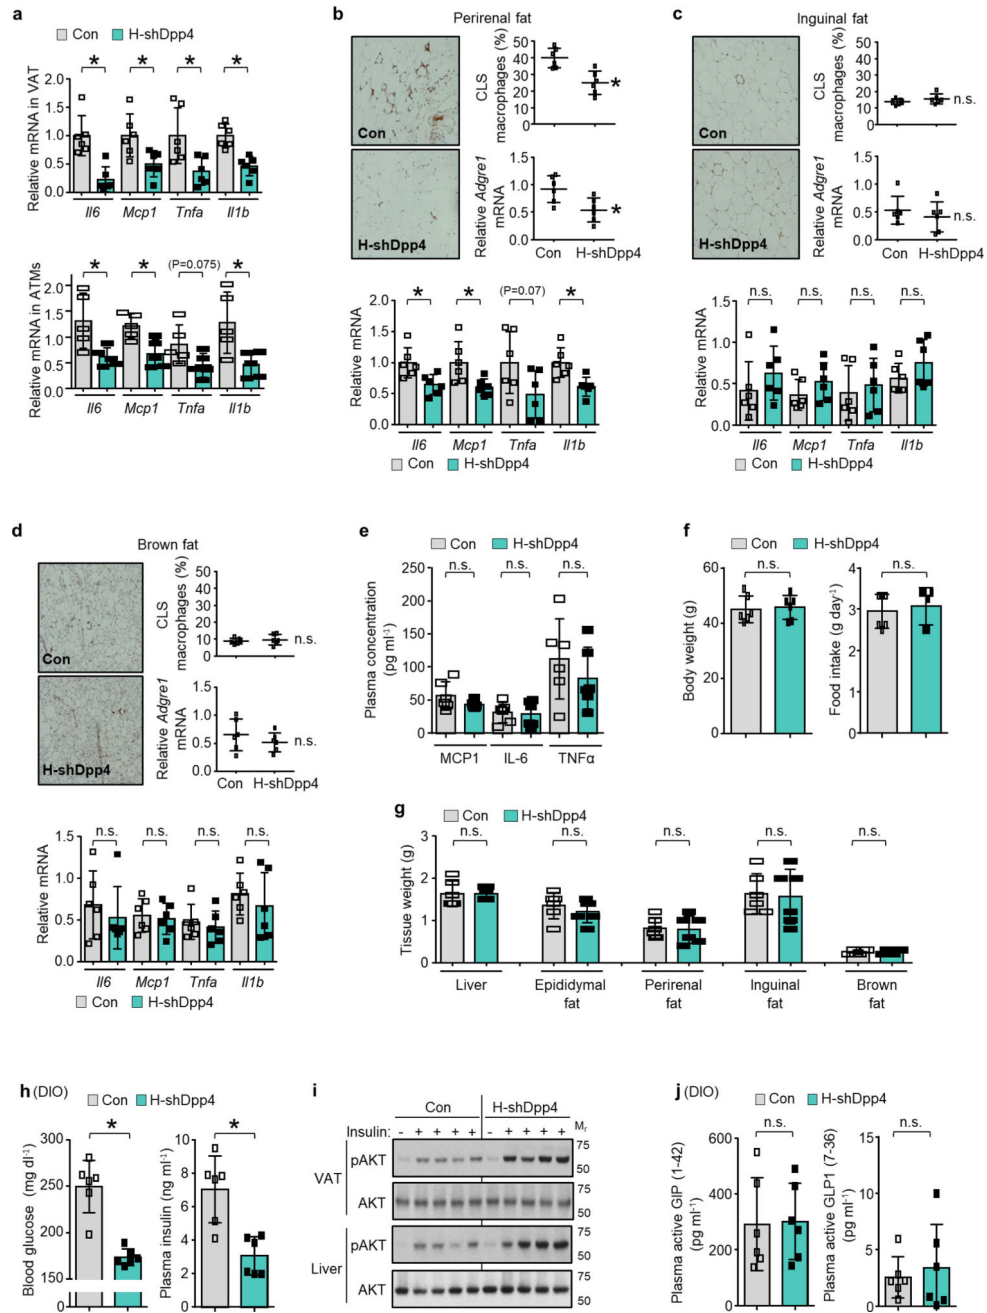 a
Con H-shDpp4
Relative mRNA in VAT
2.0
1.5
1.0
0.5
0
* * * *
Il6 Mcp1 Tnfa Il1b
Relative mRNA in ATMs
2.0
1.5
1.0
0.5
0
* * (P=0.075) *
Il6 Mcp1 Tnfa Il1b
b
Perirenal fat
Con
H-shDpp4
CLS
macrophages (%)
50
40
30
20
10
0
*
Relative Adgre1
mRNA
1.5
1.0
0.5
0.0
*
Con H-shDpp4
Relative mRNA
2.0
1.5
1.0
0.5
0.0
* * (P=0.07) *
Il6 Mcp1 Tnfa Il1b
Con H-shDpp4
c
Inguinal fat
Con
H-shDpp4
CLS
macrophages (%)
50
40
30
20
10
0
n.s.
Relative Adgre1
mRNA
1.5
1.0
0.5
0.0
n.s.
Con H-shDpp4
Relative mRNA
1.5
1.0
0.5
0.0
n.s. n.s. n.s. n.s.
Il6 Mcp1 Tnfa Il1b
Con H-shDpp4
d
Brown fat
Con
H-shDpp4
CLS
macrophages (%)
50
40
30
20
10
0
n.s.
Relative Adgre1
mRNA
1.5
1.0
0.5
0.0
n.s.
Con H-shDpp4
Relative mRNA
1.5
1.0
0.5
0.0
n.s. n.s. n.s. n.s.
Il6 Mcp1 Tnfa Il1b
Con H-shDpp4
e
Con H-shDpp4
Plasma concentration
(pg ml-1)
250
200
150
100
50
0
n.s. n.s. n.s.
MCP1 IL-6 TNFα
f
Con H-shDpp4
Body weight (g)
60
40
20
0
n.s.
Food intake (g day-1)
4
3
2
1
0
n.s.
g
Con H-shDpp4
Tissue weight (g)
3
2
1
0
n.s. n.s. n.s. n.s. n.s.
Liver Epididymal Perirenal Inguinal Brown
fat fat fat fat
h (DIO)
Con H-shDpp4
Blood glucose (mg dl-1)
300
250
200
150
0
*
Plasma insulin (ng ml-1)
9
6
3
0
*
i
Con H-shDpp4
Insulin: - + + + + - + + + + Mr
VAT
pAKT 75
50
AKT 75
50
Liver
pAKT 75
50
AKT 75
50
j (DIO)
Con H-shDpp4
Plasma active GIP (1-42)
(pg ml-1)
600
400
200
0
n.s.
Plasma active GLP1 (7-36)
(pg ml-1)
15
10
5
0
n.s.